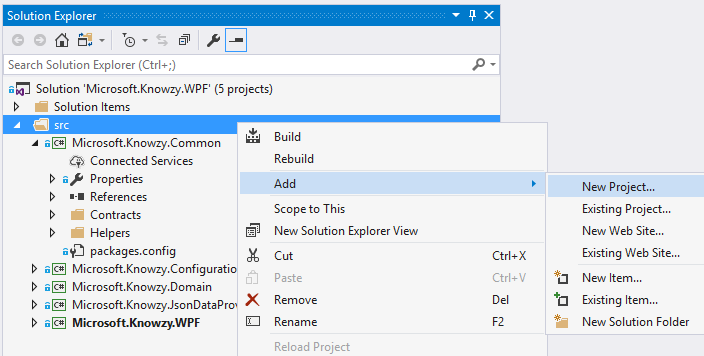 Solution Explorer
Search Solution Explorer (Ctrl+;)
Solution 'Microsoft.Knowzy.WPF' (5 projects)
Solution Items
src
Microsoft.Knowzy.Common
Connected Services
Properties
References
Contracts
Helpers
packages.config
Microsoft.Knowzy.Configuratio
Microsoft.Knowzy.Domain
Microsoft.Knowzy.JsonDataProv
Microsoft.Knowzy.WPF
Build
Rebuild
Add
Scope to This
New Solution Explorer View
Cut Ctrl+X
Paste Ctrl+V
Remove Del
Rename F2
Reload Project
New Project...
Existing Project...
New Web Site...
Existing Web Site...
New Item...
Existing Item...
New Solution Folder